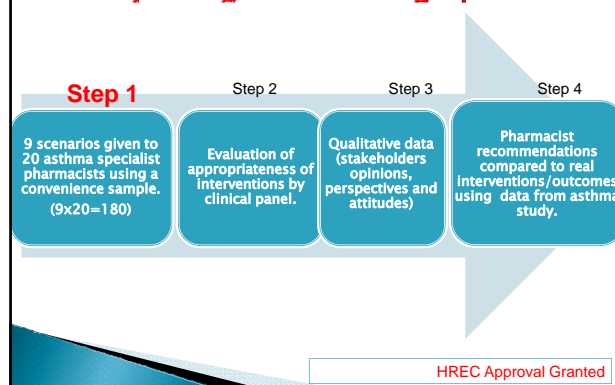 Step 1
9 scenarios given to
20 asthma specialist
pharmacists using a
convenience sample.
(9x20=180)
Step 2
Evaluation of
appropriateness of
interventions by
clinical panel.
Step 3
Qualitative data
(stakeholders
opinions,
perspectives and
attitudes)
Step 4
Pharmacist
recommendations
compared to real
interventions/outcomes
using data from asthma
study.
HREC Approval Granted